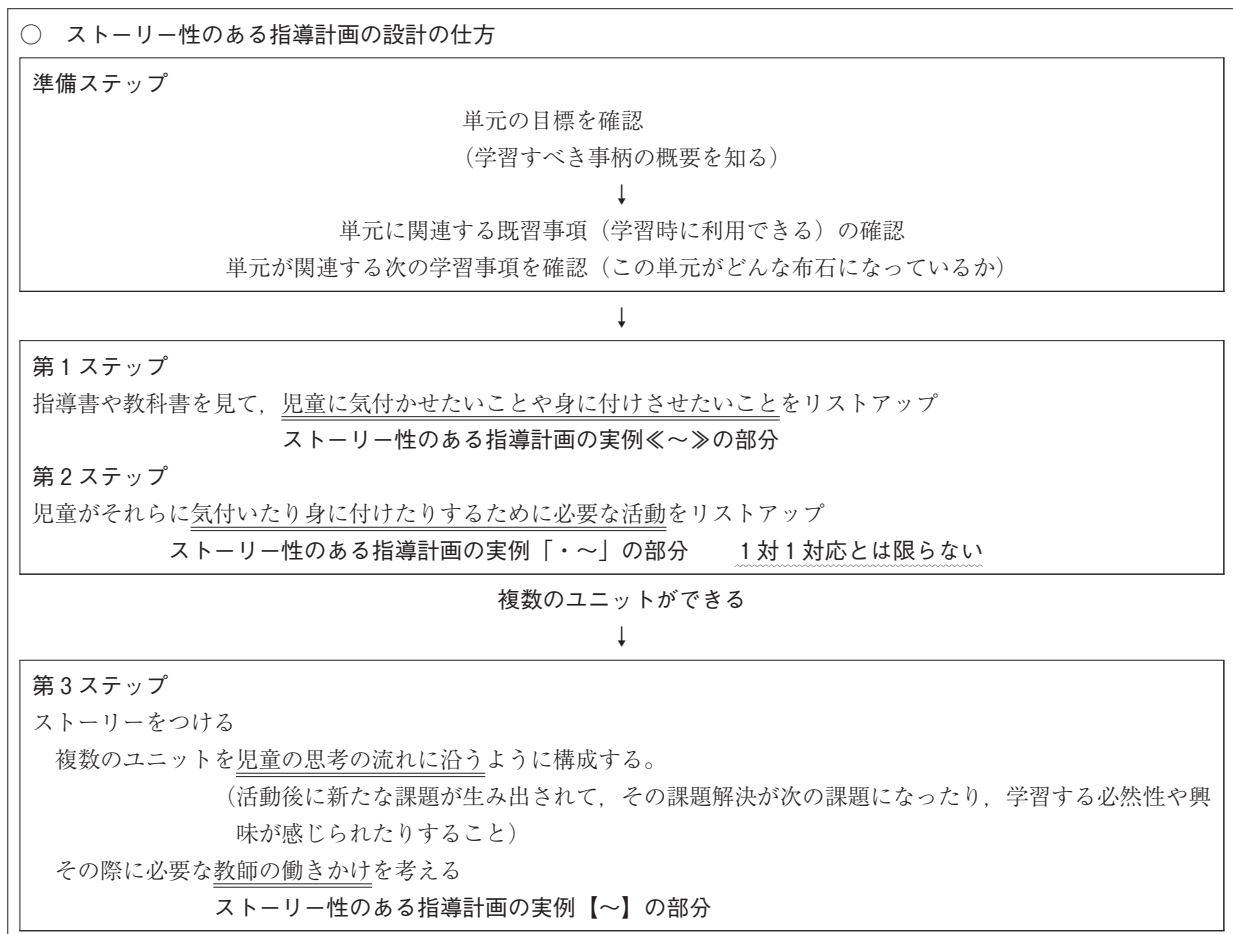 ○　ストーリー性のある指導計画の設計の仕方
準備ステップ
単元の目標を確認
（学習すべき事柄の概要を知る）
↓
単元に関連する既習事項（学習時に利用できる）の確認
単元が関連する次の学習事項を確認（この単元がどんな布石になっているか）
↓
第１ステップ
指導書や教科書を見て，児童に気付かせたいことや身に付けさせたいことをリストアップ
ストーリー性のある指導計画の実例≪～≫の部分
第２ステップ
児童がそれらに気付いたり身に付けたりするために必要な活動をリストアップ
ストーリー性のある指導計画の実例「・～」の部分　　１対１対応とは限らない
複数のユニットができる
↓
第３ステップ
ストーリーをつける
複数のユニットを児童の思考の流れに沿うように構成する。
（活動後に新たな課題が生み出されて，その課題解決が次の課題になったり，学習する必然性や興
味が感じられたりすること）
その際に必要な教師の働きかけを考える
ストーリー性のある指導計画の実例【～】の部分